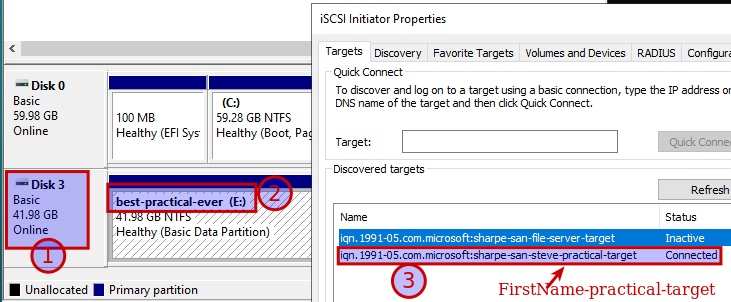 iSCSI Initiator Properties
Targets Discovery Favorite Targets Volumes and Devices RADIUS Configura
Quick Connect
To discover and log on to a target using a basic connection, type the IP address or
DNS name of the target and then click Quick Connect.
Target:
Quick Connec
Discovered targets
Refresh
Name Status
iqn.1991-05.com.microsoft:sharpe-san-file-server-target Inactive
iqn.1991-05.com.microsoft:sharpe-san-steve-practical-target Connected
3
FirstName-practical-target
Disk 0
Basic
59.98 GB
Online
100 MB
Healthy (EFI Sys
(C:)
59.28 GB NTFS
Healthy (Boot, Pag
Disk 3
Basic
41.98 GB
Online
1
best-practical-ever (E:)
2
41.98 GB NTFS
Healthy (Basic Data Partition)
Unallocated Primary partition